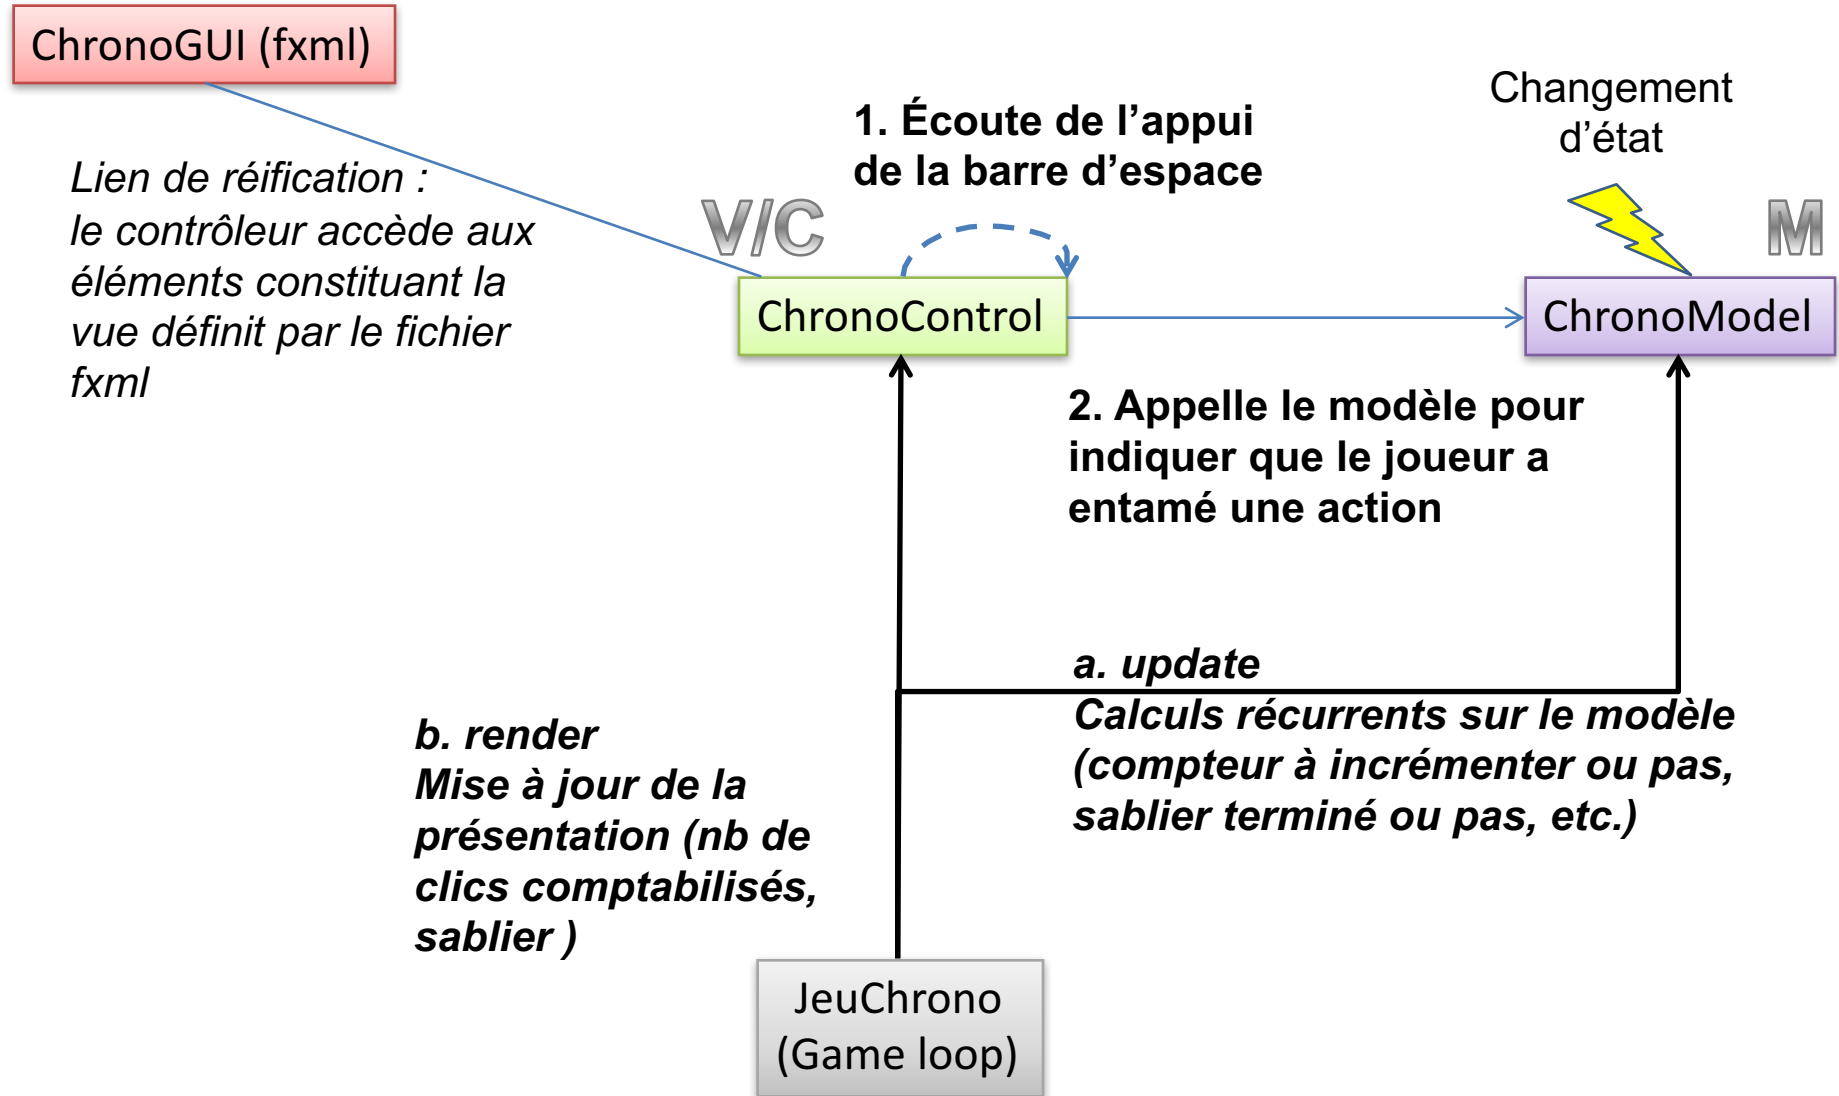 ChronoGUI (fxml)
Lien de réification :
le contrôleur accède aux
éléments constituant la
vue définit par le fichier
fxml
1. Écoute de l’appui
de la barre d’espace
Changement
d’état
V/C
M
ChronoControl
ChronoModel
2. Appelle le modèle pour
indiquer que le joueur a
entamé une action
a. update
Calculs récurrents sur le modèle
(compteur à incrémenter ou pas,
sablier terminé ou pas, etc.)
b. render
Mise à jour de la
présentation (nb de
clics comptabilisés,
sablier )
JeuChrono
(Game loop)